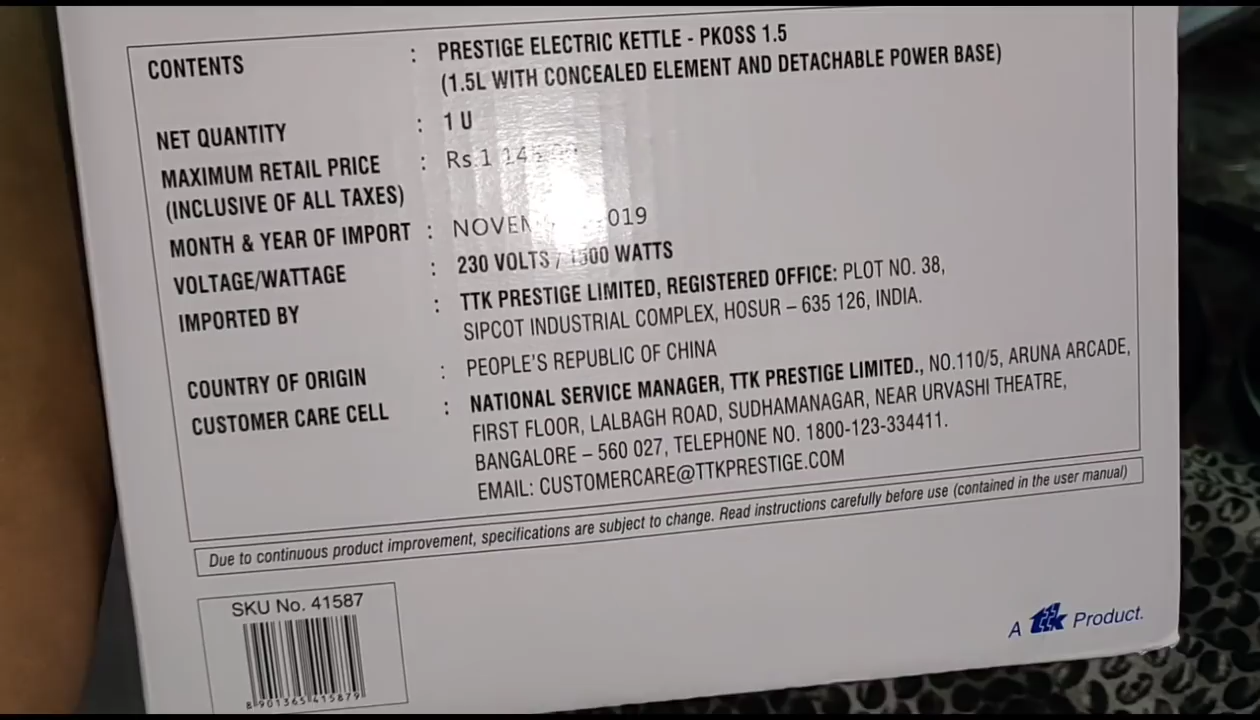 CONTENTS : PRESTIGE ELECTRIC KETTLE - PKOSS 1.5
(1.5L WITH CONCEALED ELEMENT AND DETACHABLE POWER BASE)
NET QUANTITY : 1 U
MAXIMUM RETAIL PRICE : Rs.1
(INCLUSIVE OF ALL TAXES)
MONTH & YEAR OF IMPORT :
VOLTAGE/WATTAGE : 230 VOLTS / WATTS
IMPORTED BY : TTK PRESTIGE LIMITED, REGISTERED OFFICE: PLOT NO. 38,
SIPCOT INDUSTRIAL COMPLEX, HOSUR – 635 126, INDIA.
COUNTRY OF ORIGIN : PEOPLE'S REPUBLIC OF CHINA
CUSTOMER CARE CELL : NATIONAL SERVICE MANAGER, TTK PRESTIGE LIMITED., NO.110/5, ARUNA ARCADE,
FIRST FLOOR, LALBAGH ROAD, SUDHAMANAGAR, NEAR URVASHI THEATRE,
BANGALORE – 560 027, TELEPHONE NO. 1800-123-334411.
EMAIL: CUSTOMERCARE@TTKPRESTIGE.COM
Due to continuous product improvement, specifications are subject to change. Read instructions carefully before use (contained in the user manual)
SKU No. 41587
8 901365 415879
A ttk Product.